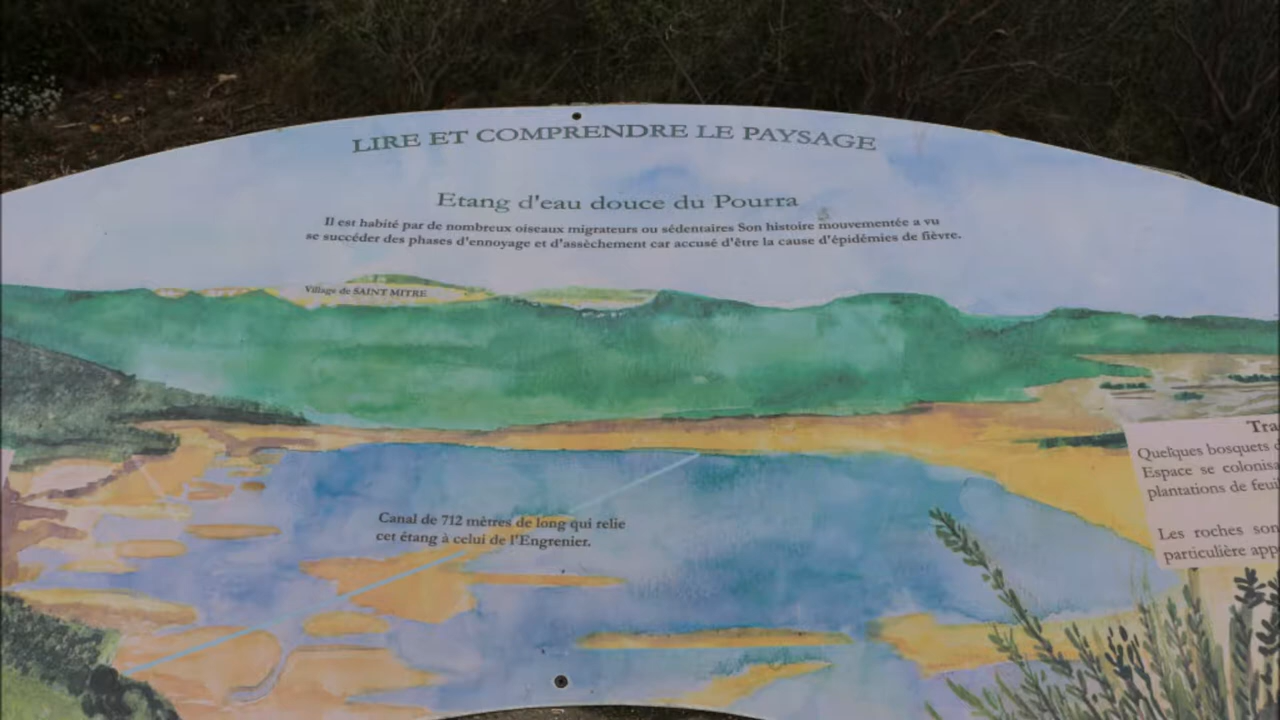 LIRE ET COMPRENDRE LE PAYSAGE
Etang d'eau douce du Pourra
Il est habité par de nombreux oiseaux migrateurs ou sédentaires Son histoire mouvementée a vu
se succéder des phases d'ennoyage et d'assèchement car accusé d'être la cause d'épidémies de fièvre.
Village de SAINT MITRE
Canal de 712 mètres de long qui relie
cet étang à celui de l'Engrenier.
Tra
Quelques bosquets
Espace se colonisa
plantations de feui
Les roches son
particulière app